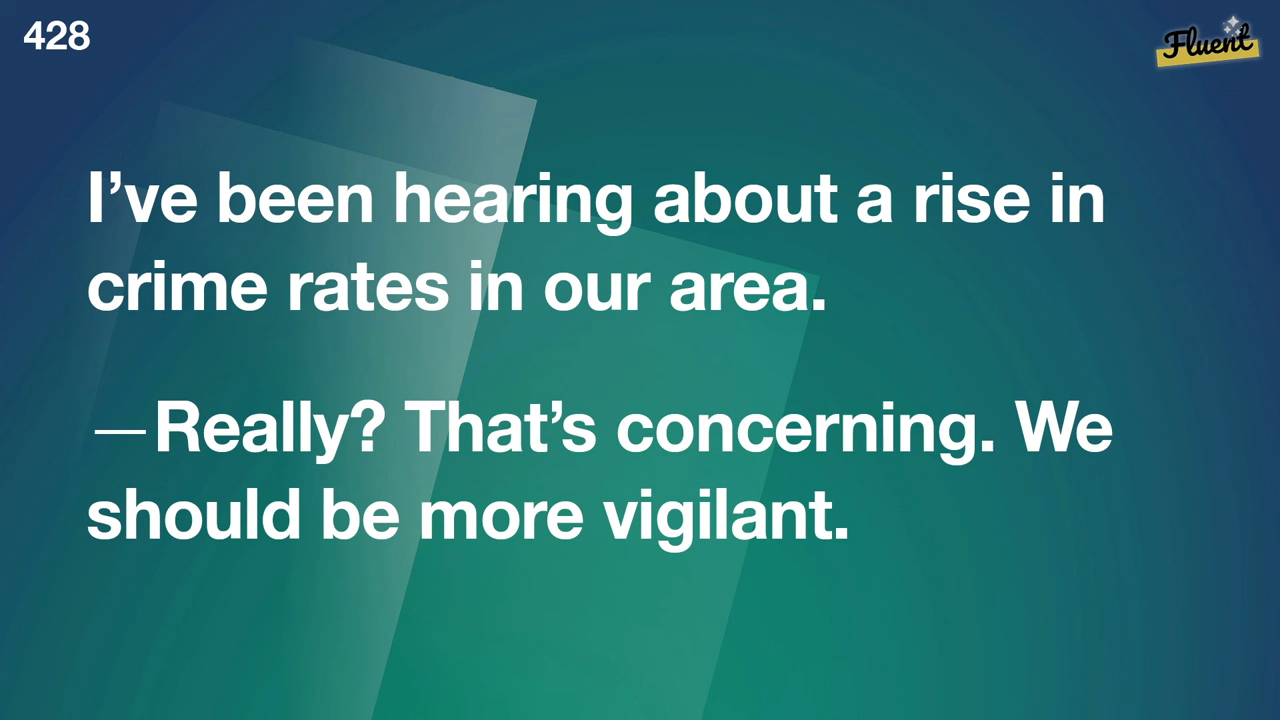 428
Fluent
I’ve been hearing about a rise in
crime rates in our area.
—Really? That’s concerning. We
should be more vigilant.